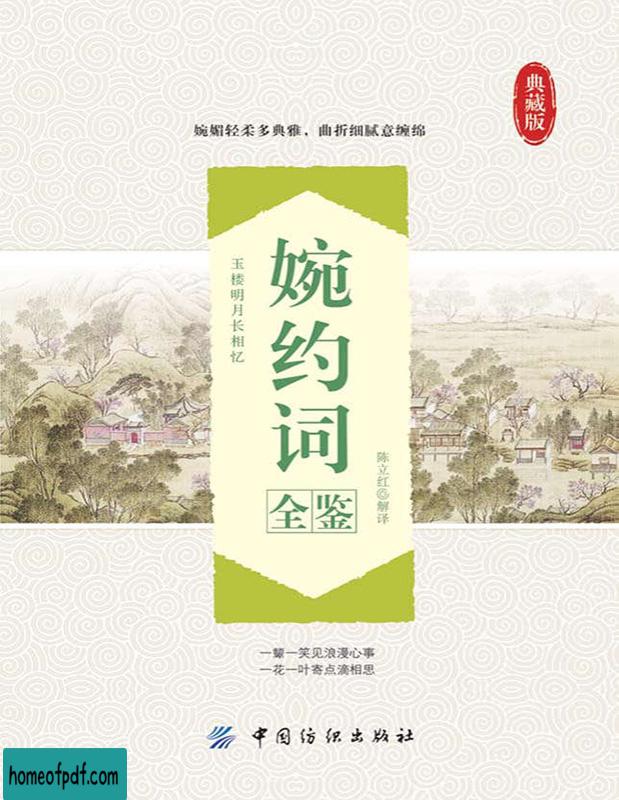 典藏版
婉媚轻柔多典雅，曲折细腻意缠绵
玉楼明月长相忆
婉约词
全鉴
陈立红◎解译
一颦一笑见浪漫心事
一花一叶寄点滴相思
中国纺织出版社
homeofpdf.com